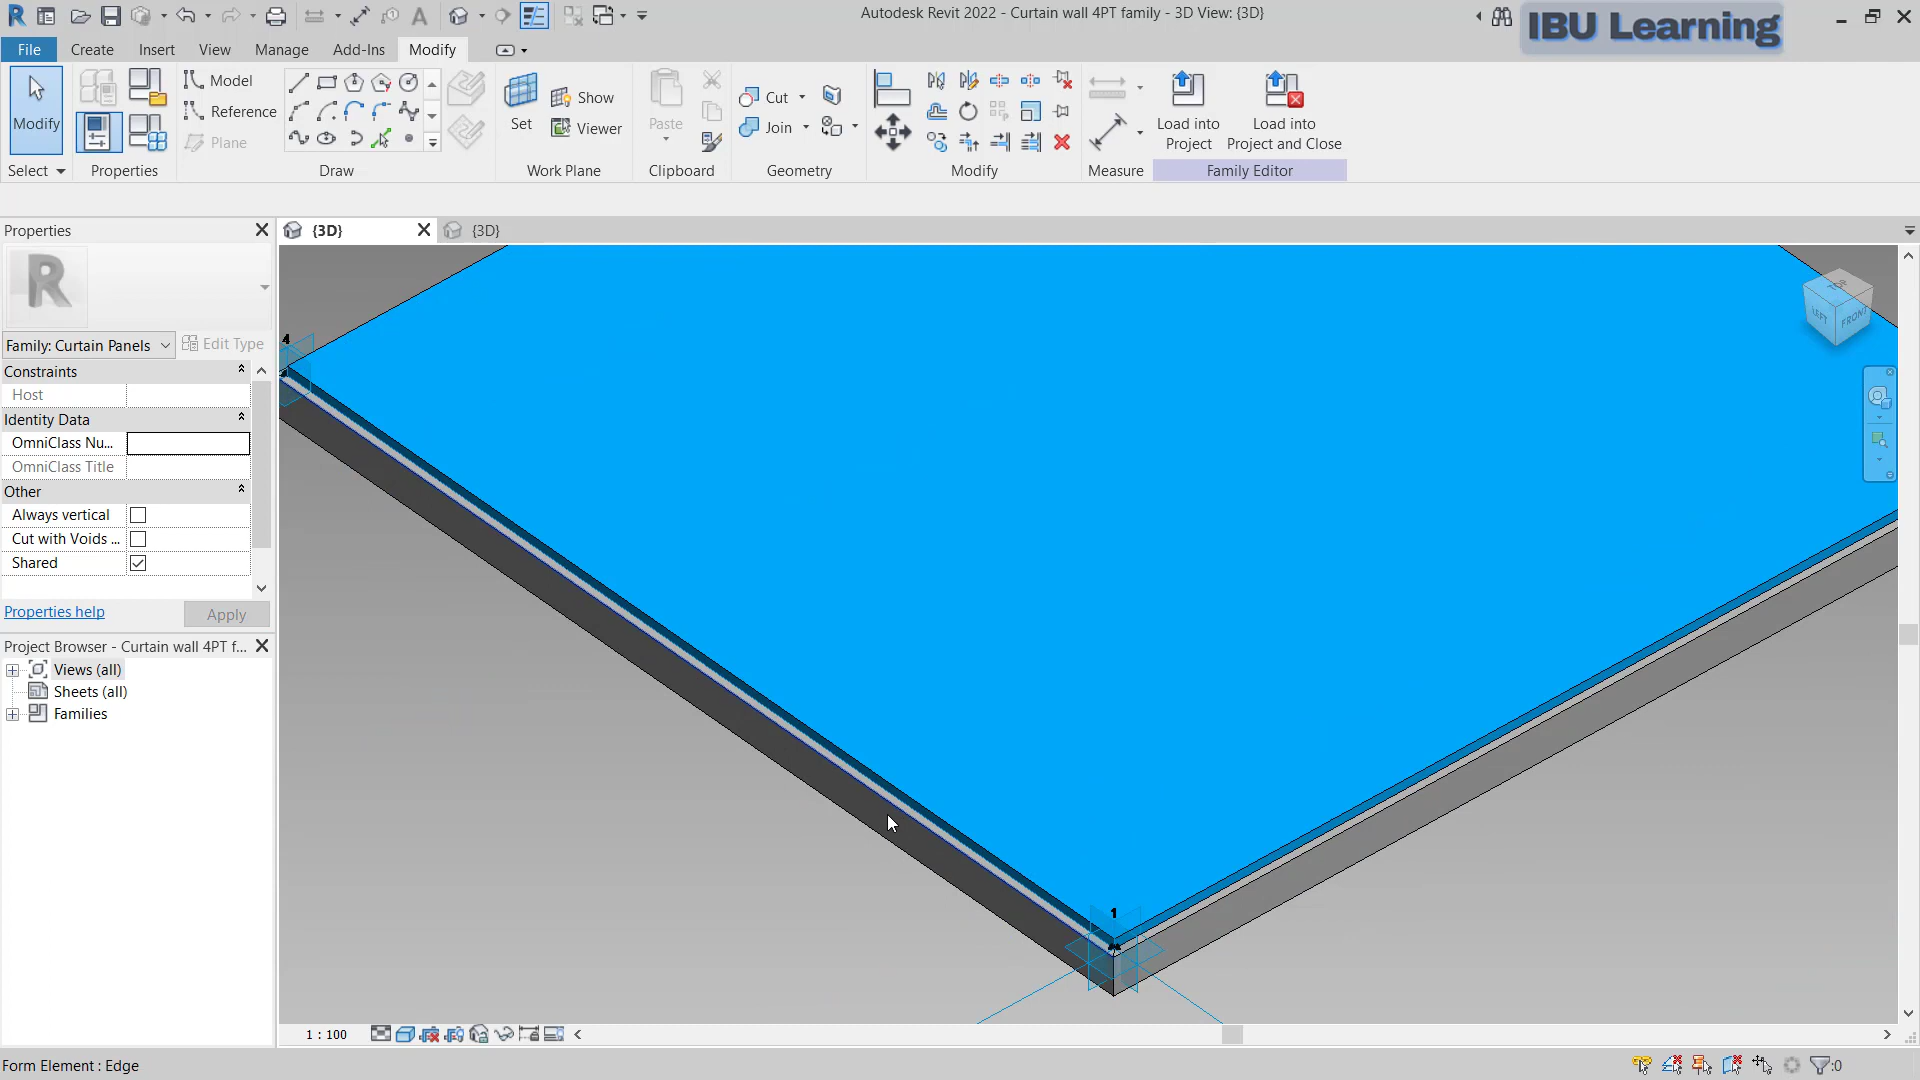 Autodesk Revit 2022 - Curtain wall 4PT family - 3D View: {3D}
IBU Learning
File Create Insert View Manage Add-Ins Modify
Modify
Model
Reference
Plane
Set
Show
Viewer
Paste
Cut
Join
Load into
Project
Load into
Project and Close
Select Properties Draw Work Plane Clipboard Geometry Modify Measure Family Editor
Properties
{3D} {3D}
R
Family: Curtain Panels Edit Type
Constraints
Host
Identity Data
OmniClass Nu...
OmniClass Title
Other
Always vertical
Cut with Voids ...
Shared
Properties help Apply
Project Browser - Curtain wall 4PT f...
Views (all)
Sheets (all)
Families
4
1
LEFT FRONT
1 : 100
Form Element : Edge
:0